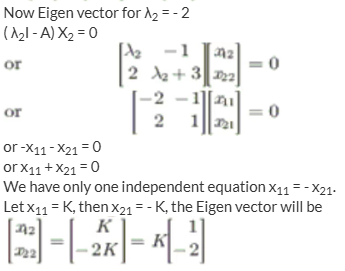 Now Eigen vector for λ₂ = - 2
( λ₂I - A ) X₂ = 0
or [λ₂ -1; 2 λ₂ + 3] [x₁₂; x₂₂] = 0
or [-2 -1; 2 1] [x₁₁; x₂₁] = 0
or -x₁₁ - x₂₁ = 0
or x₁₁ + x₂₁ = 0
We have only one independent equation x₁₁ = - x₂₁.
Let x₁₁ = K, then x₂₁ = - K, the Eigen vector will be
[x₁₂; x₂₂] = [K; -2K] = K [1; -2]